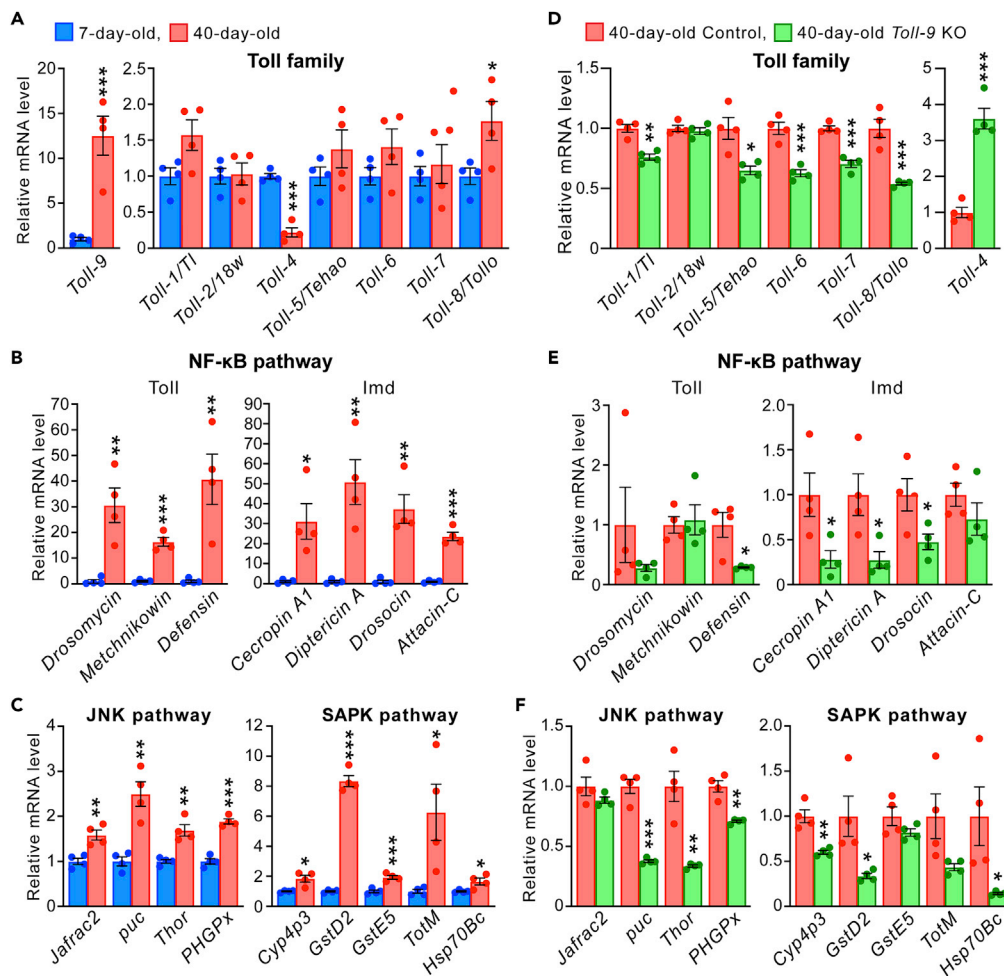 A
7-day-old, 40-day-old
Toll family
Relative mRNA level
20
15
10
5
0
***
Toll-9
2.5
2.0
1.5
1.0
0.5
0
***
*
Toll-1/Tl
Toll-2/18w
Toll-4
Toll-5/Tehao
Toll-6
Toll-7
Toll-8/Tollo
D
40-day-old Control, 40-day-old Toll-9 KO
Toll family
Relative mRNA level
1.5
1.0
0.5
0
**
*
***
***
***
Toll-1/Tl
Toll-2/18w
Toll-5/Tehao
Toll-6
Toll-7
Toll-8/Tollo
5
4
3
2
1
0
***
Toll-4
B
NF-κB pathway
Toll
Imd
Relative mRNA level
70
60
50
40
30
20
10
0
**
***
**
Drosomycin
Metchnikowin
Defensin
100
80
60
40
20
0
*
**
**
***
Cecropin A1
Diptericin A
Drosocin
Attacin-C
E
NF-κB pathway
Toll
Imd
Relative mRNA level
4
3
2
1
0
*
Drosomycin
Metchnikowin
Defensin
2.0
1.5
1.0
0.5
0
*
*
*
Cecropin A1
Diptericin A
Drosocin
Attacin-C
C
JNK pathway
SAPK pathway
Relative mRNA level
4
3
2
1
0
**
**
**
***
Jafrac2
puc
Thor
PHGPx
12
10
8
6
4
2
0
*
***
***
*
*
Cyp4p3
GstD2
GstE5
TotM
Hsp70Bc
F
JNK pathway
SAPK pathway
Relative mRNA level
1.5
1.0
0.5
0
***
**
**
Jafrac2
puc
Thor
PHGPx
2.0
1.5
1.0
0.5
0
**
*
*
Cyp4p3
GstD2
GstE5
TotM
Hsp70Bc